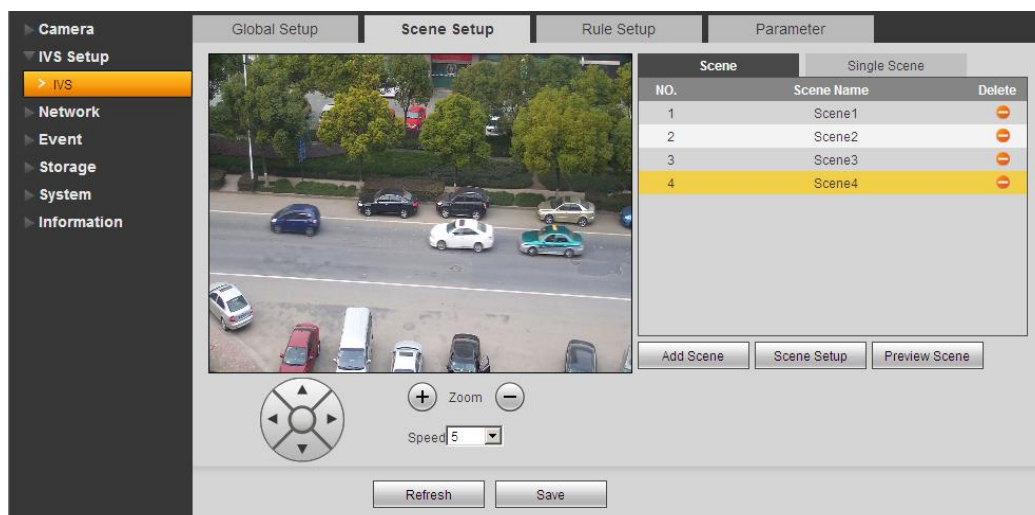 Camera
IVS Setup
> IVS
Network
Event
Storage
System
Information
Global Setup
Scene Setup
Rule Setup
Parameter
Scene
Single Scene
NO. Scene Name Delete
1 Scene1
2 Scene2
3 Scene3
4 Scene4
Add Scene
Scene Setup
Preview Scene
Zoom
Speed 5
Refresh
Save